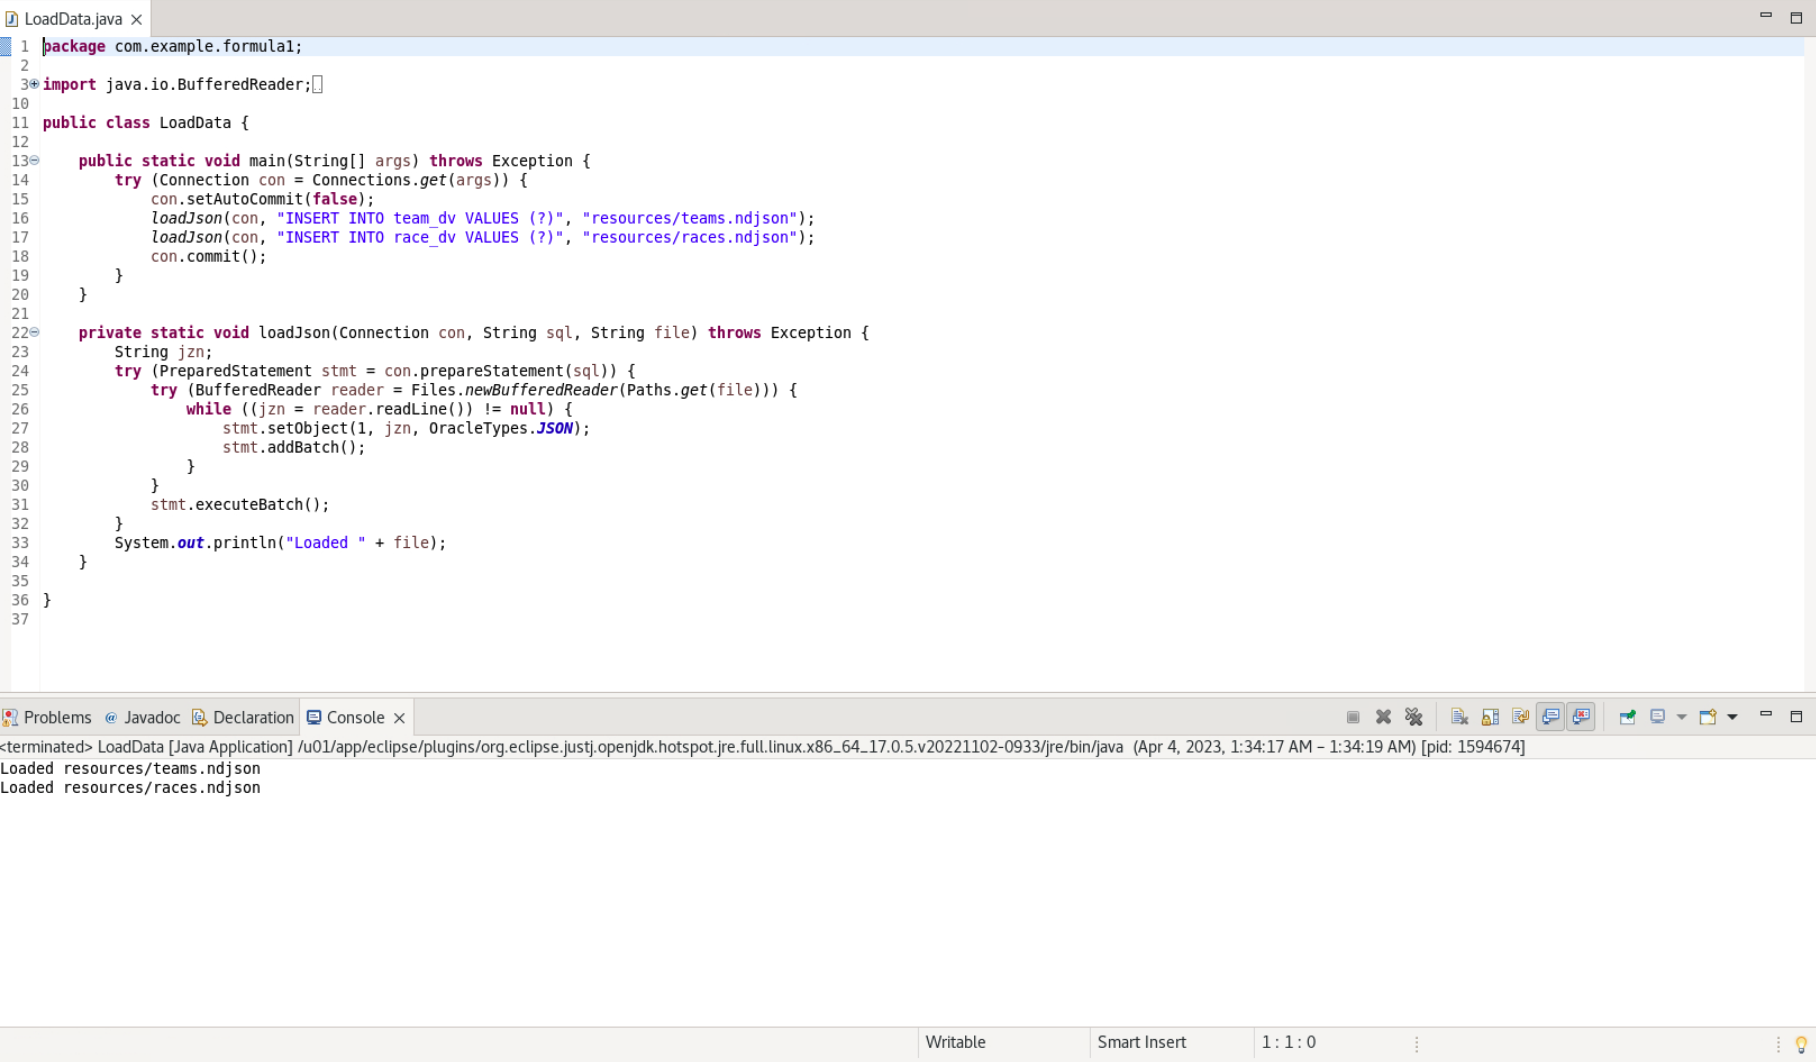 LoadData.java
1 package com.example.formula1;
2
3 import java.io.BufferedReader;
10
11 public class LoadData {
12
13     public static void main(String[] args) throws Exception {
14         try (Connection con = Connections.get(args)) {
15             con.setAutoCommit(false);
16             loadJson(con, "INSERT INTO team_dv VALUES (?)", "resources/teams.ndjson");
17             loadJson(con, "INSERT INTO race_dv VALUES (?)", "resources/races.ndjson");
18             con.commit();
19         }
20     }
21
22     private static void loadJson(Connection con, String sql, String file) throws Exception {
23         String jzn;
24         try (PreparedStatement stmt = con.prepareStatement(sql)) {
25             try (BufferedReader reader = Files.newBufferedReader(Paths.get(file))) {
26                 while ((jzn = reader.readLine()) != null) {
27                     stmt.setObject(1, jzn, OracleTypes.JSON);
28                     stmt.addBatch();
29                 }
30             }
31             stmt.executeBatch();
32         }
33         System.out.println("Loaded " + file);
34     }
35
36 }
37
Problems @ Javadoc Declaration Console
<terminated> LoadData [Java Application] /u01/app/eclipse/plugins/org.eclipse.justj.openjdk.hotspot.jre.full.linux.x86_64_17.0.5.v20221102-0933/jre/bin/java (Apr 4, 2023, 1:34:17 AM – 1:34:19 AM) [pid: 1594674]
Loaded resources/teams.ndjson
Loaded resources/races.ndjson
Writable Smart Insert 1 : 1 : 0